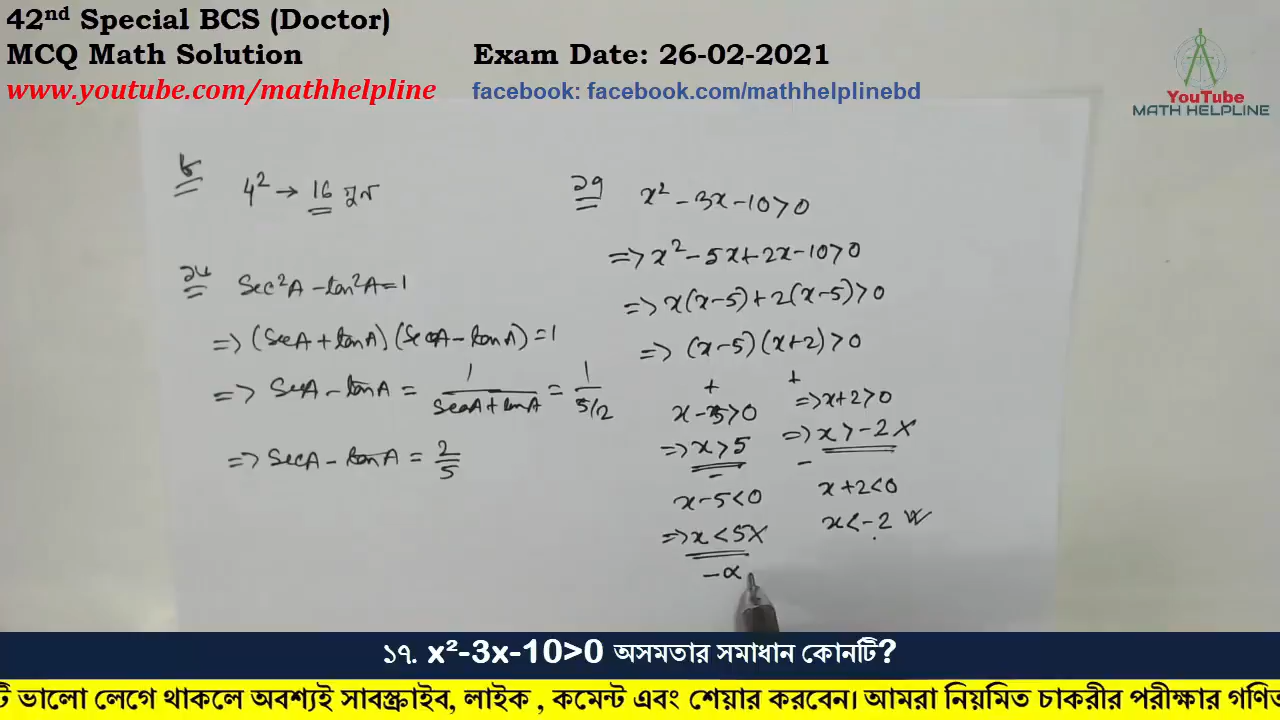 42nd Special BCS (Doctor)
MCQ Math Solution
Exam Date: 26-02-2021
www.youtube.com/mathhelpline
facebook: facebook.com/mathhelplinebd
YouTube
MATH HELPLINE
৮
4² → 16 গুন
১৬
Sec²A - tan²A = 1
=> (SecA + tanA) (SecA - tanA) = 1
=> SecA - tanA = 1/(SecA + tanA) = 1/(5/2)
=> SecA - tanA = 2/5
১৭
x² - 3x - 10 > 0
=> x² - 5x + 2x - 10 > 0
=> x(x-5) + 2(x-5) > 0
=> (x-5) (x+2) > 0
+ +
x - 5 > 0 => x+2 > 0
=> x > 5 => x > -2 X
- -
x - 5 < 0 x + 2 < 0
=> x < 5 X x < -2
-α
১৭. x²-3x-10>0 অসমতার সমাধান কোনটি?
টি ভালো লেগে থাকলে অবশ্যই সাবস্ক্রাইব, লাইক , কমেন্ট এবং শেয়ার করবেন। আমরা নিয়মিত চাকরীর পরীক্ষার গণিত